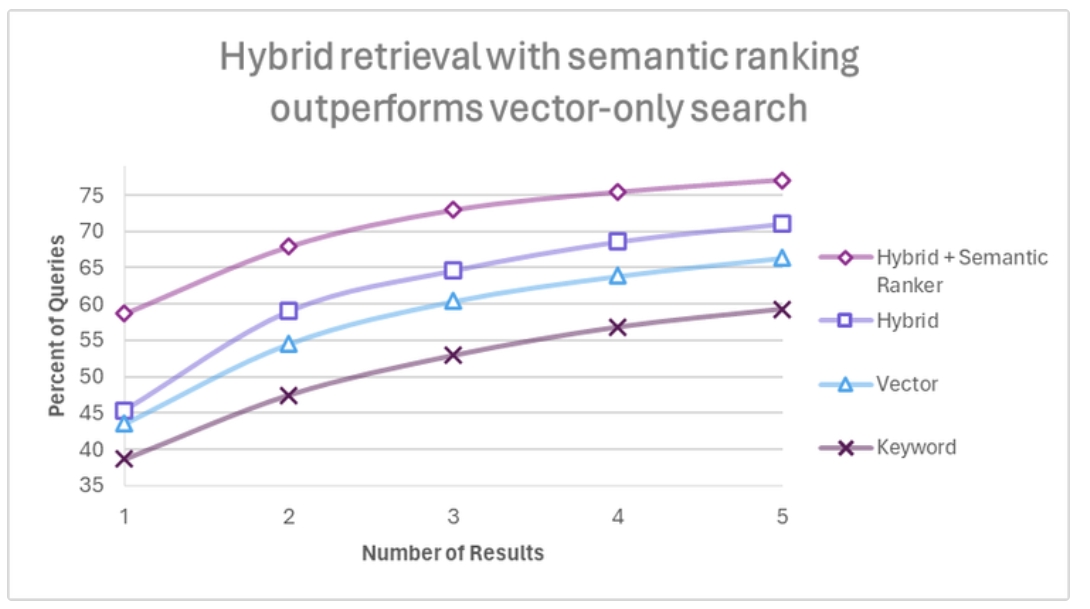 Hybrid retrieval with semantic ranking
outperforms vector-only search
75
70
65
60
55
50
45
40
35
Percent of Queries
1 2 3 4 5
Number of Results
Hybrid + Semantic
Ranker
Hybrid
Vector
Keyword